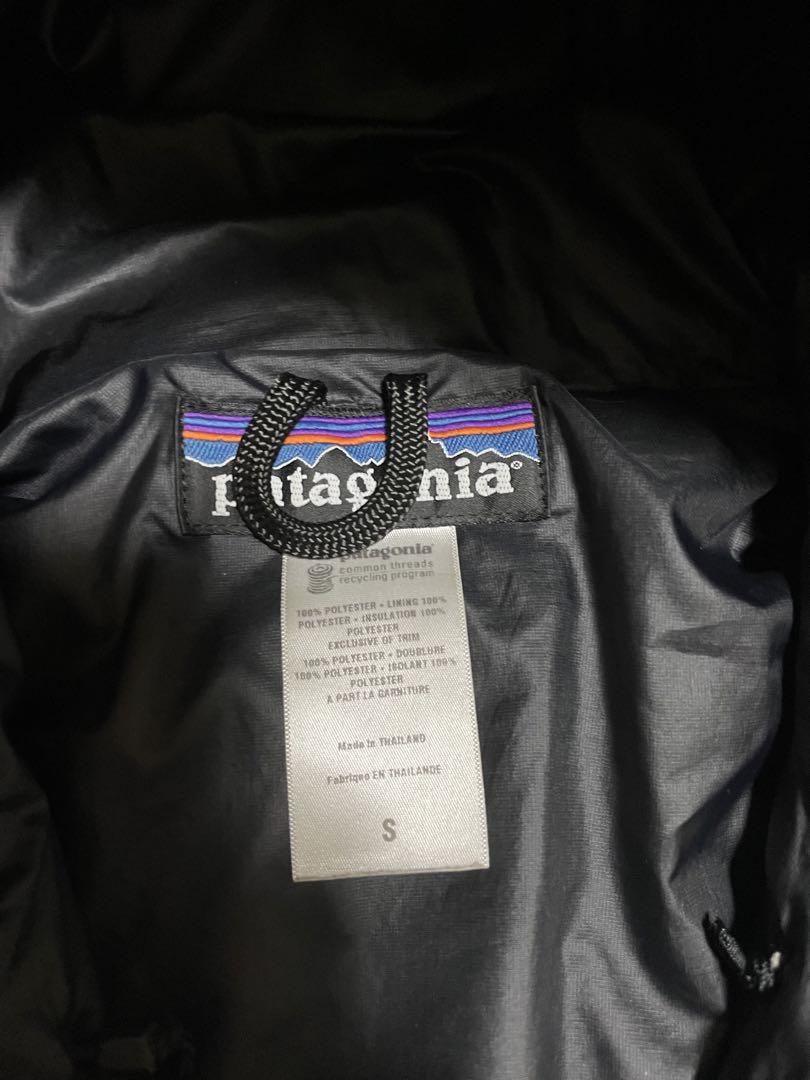 patagonia®
patagonia®
common threads
recycling program
100% POLYESTER • LINING 100%
POLYESTER • INSULATION 100%
POLYESTER
EXCLUSIVE OF TRIM
100% POLYESTER • DOUBLURE
100% POLYESTER • ISOLANT 100%
POLYESTER
A PART LA GARNITURE
Made in THAILAND
Fabriqué EN THAILANDE
S